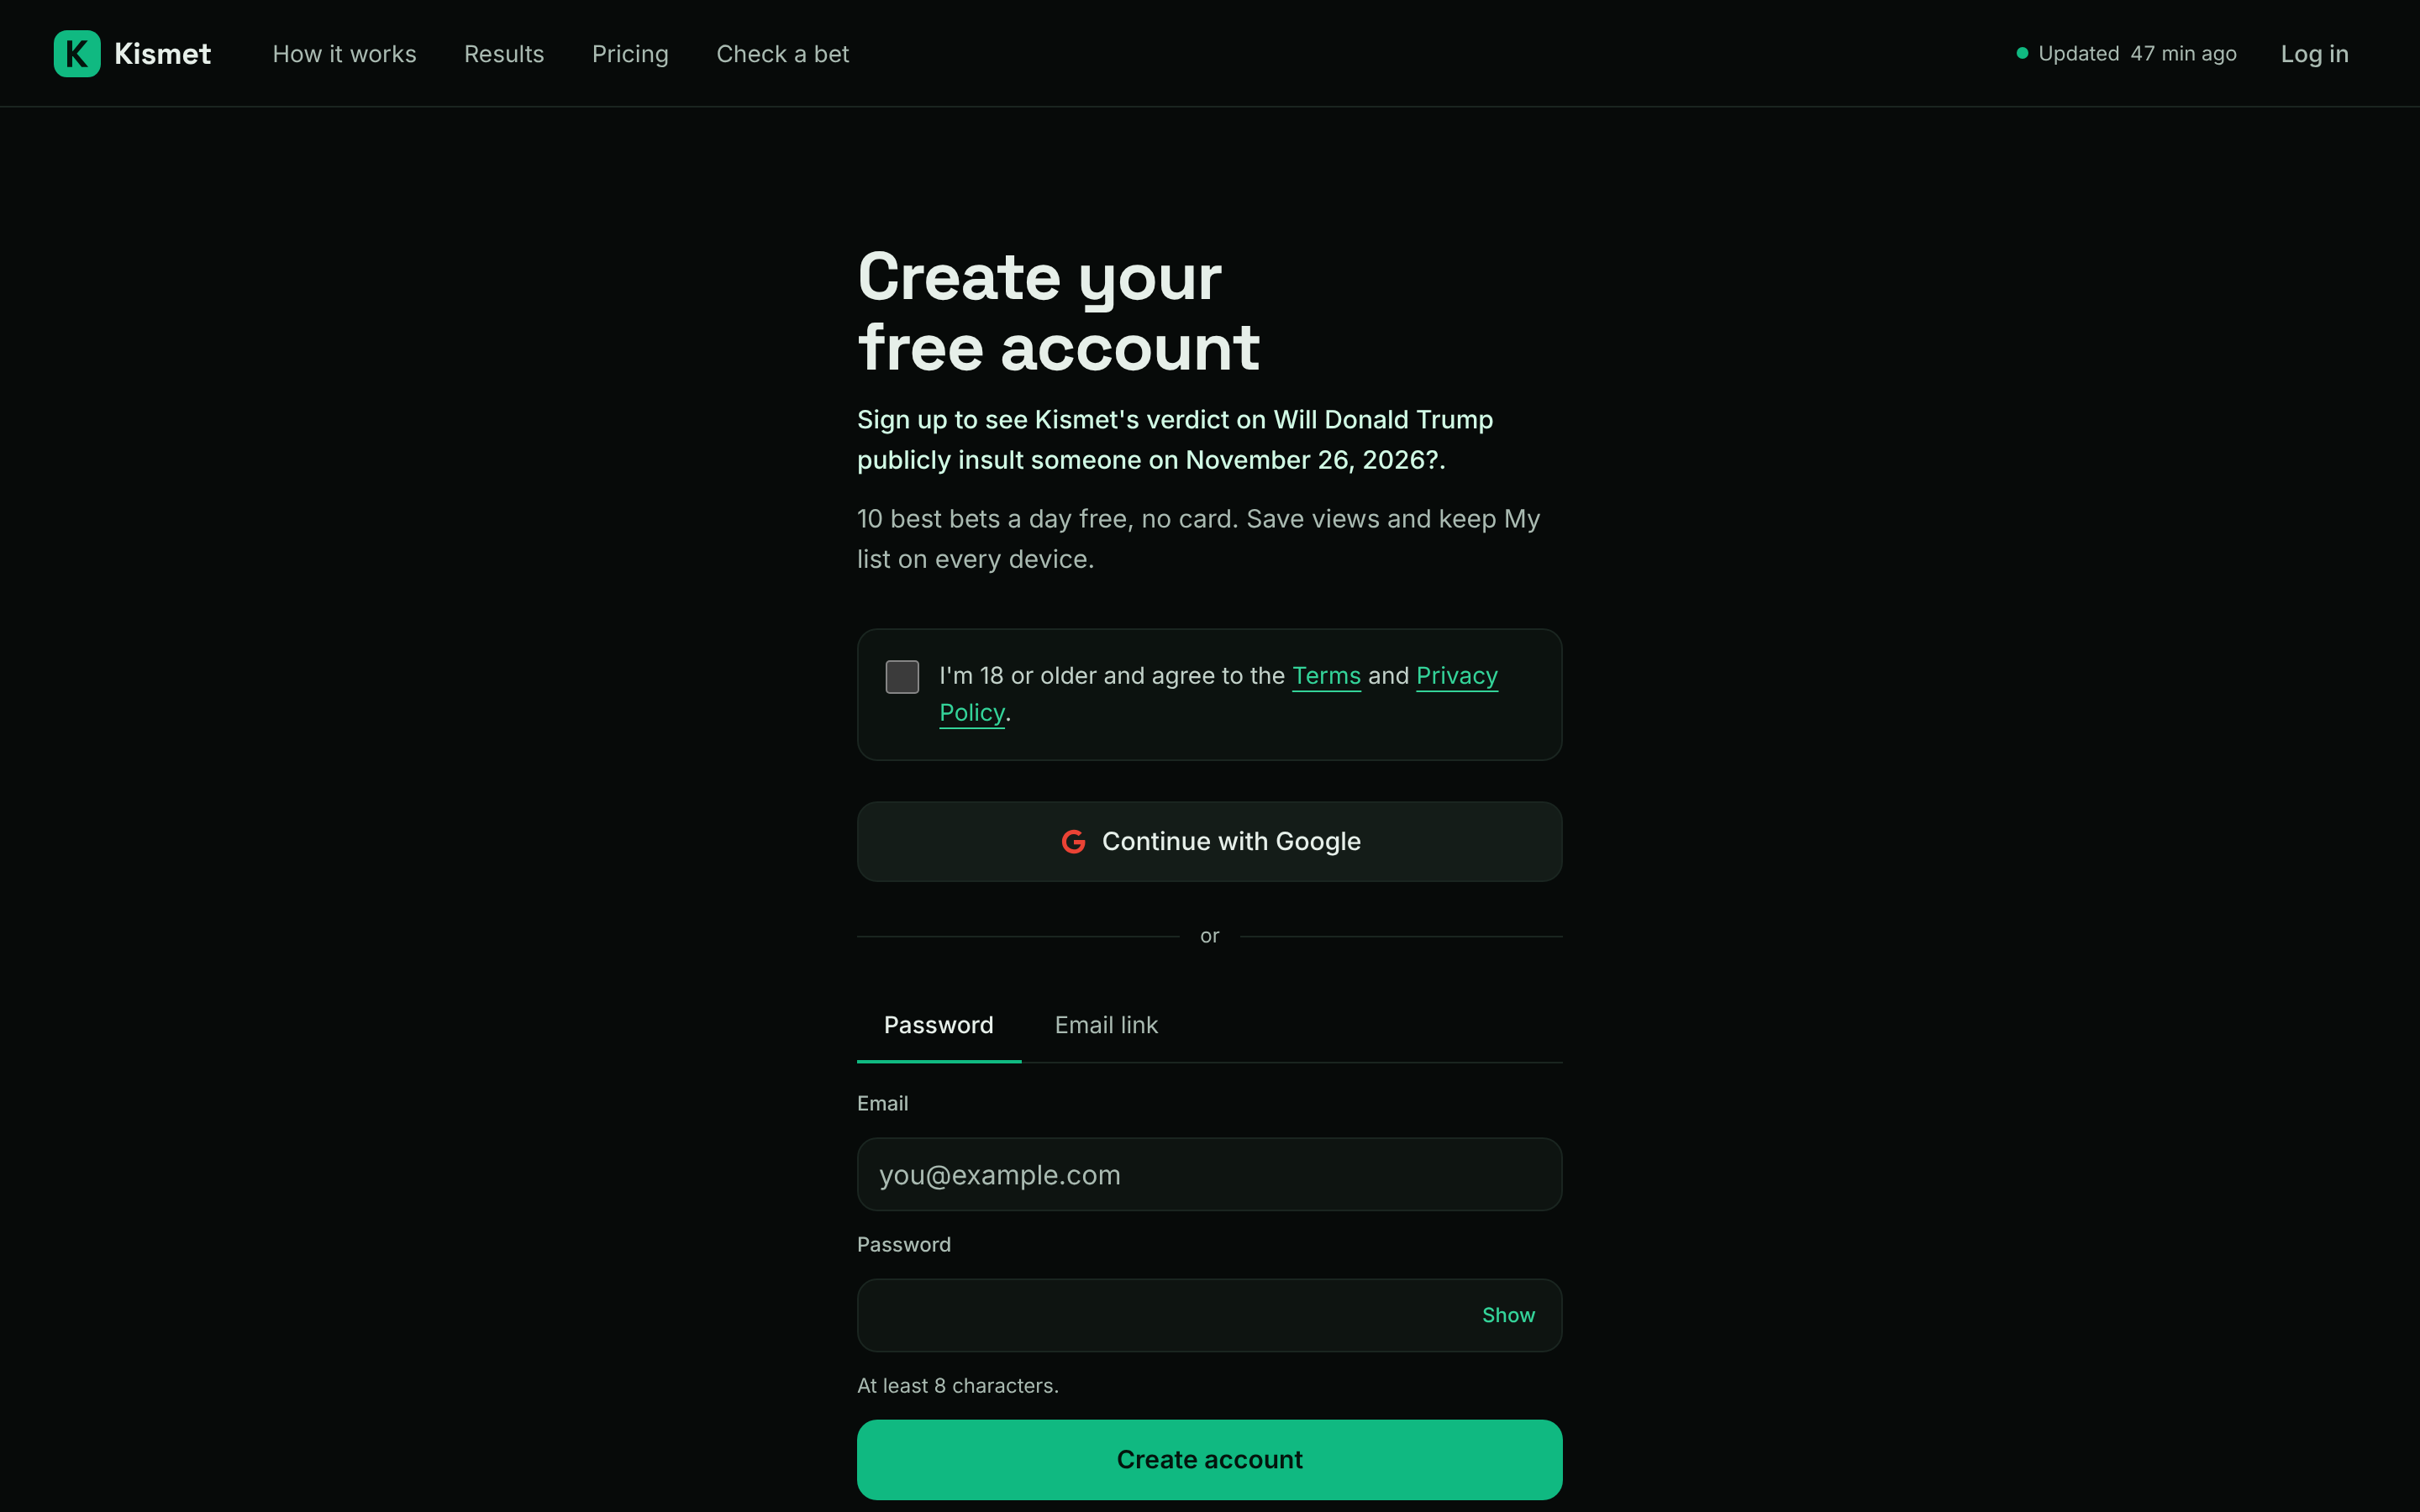 K Kismet How it works Results Pricing Check a bet Updated 47 min ago Log in
Create your
free account
Sign up to see Kismet's verdict on Will Donald Trump
publicly insult someone on November 26, 2026?.
10 best bets a day free, no card. Save views and keep My
list on every device.
I'm 18 or older and agree to the Terms and Privacy
Policy.
Continue with Google
or
Password Email link
Email
you@example.com
Password
Show
At least 8 characters.
Create account